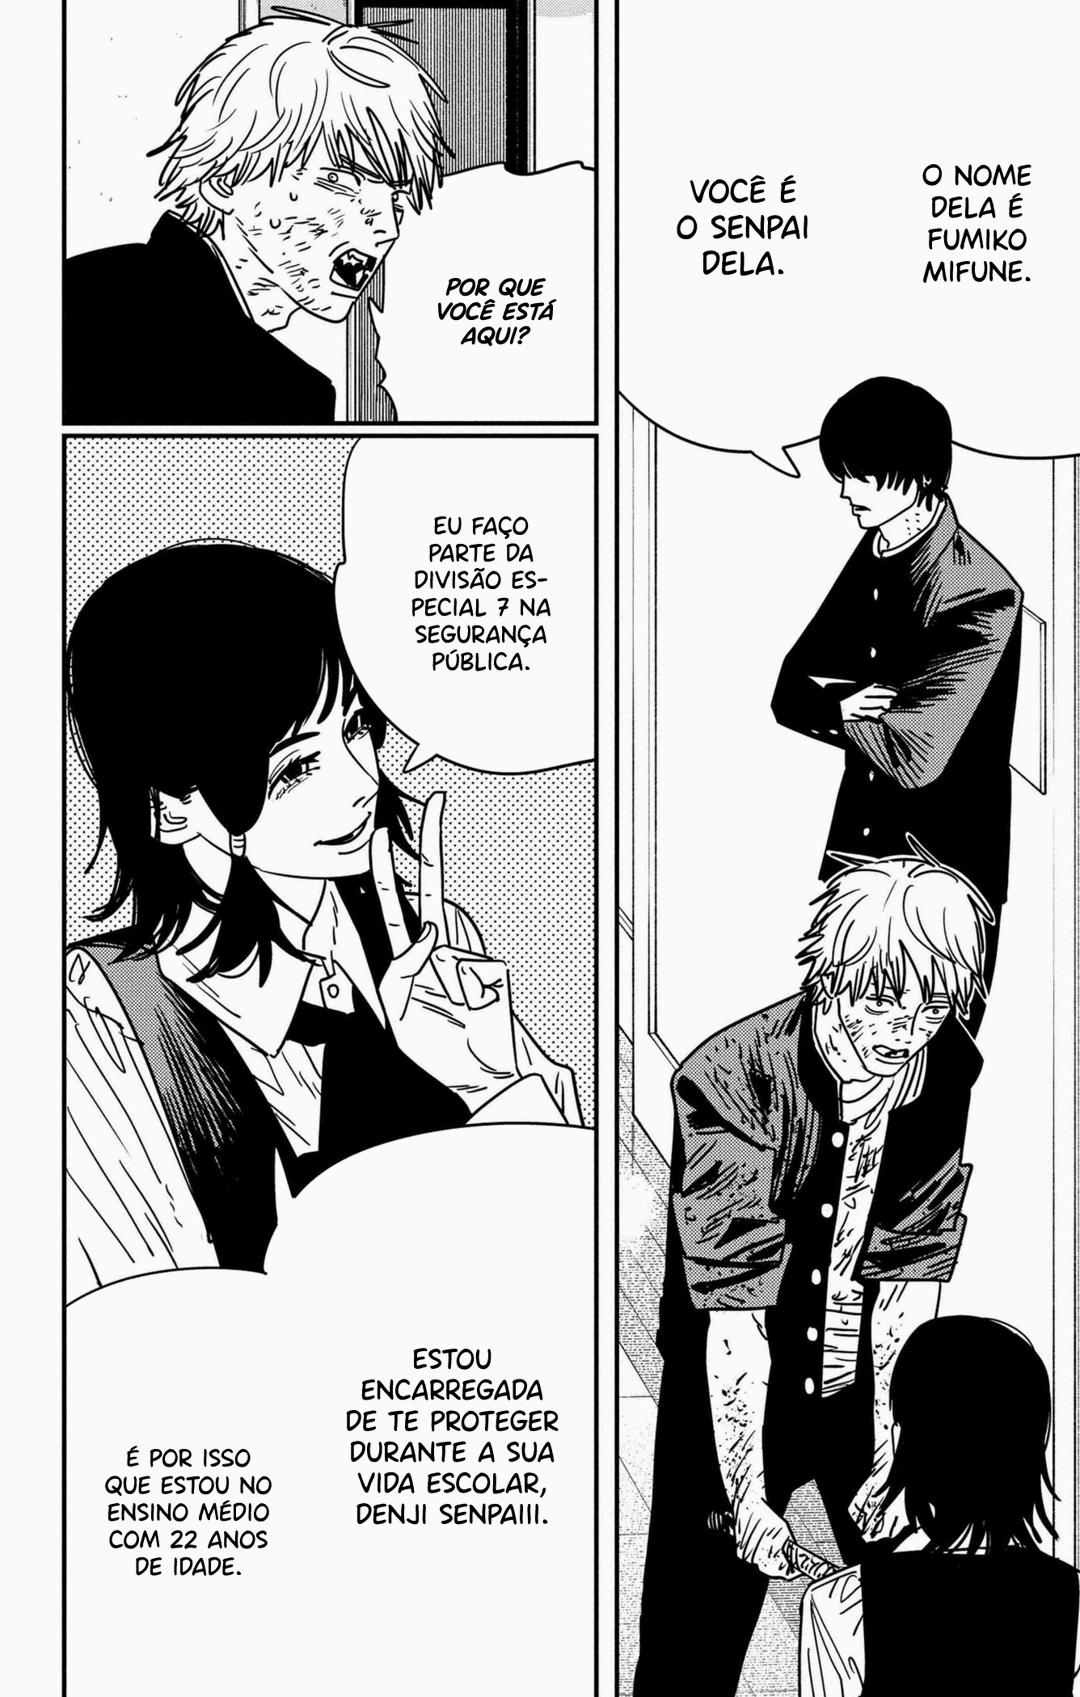 O NOME
DELA É
FUMIKO
MIFUNE.
VOCÊ É
O SENPAI
DELA.
POR QUE
VOCÊ ESTÁ
AQUI?
EU FAÇO
PARTE DA
DIVISÃO ES-
PECIAL 7 NA
SEGURANÇA
PÚBLICA.
ESTOU
ENCARREGADA
DE TE PROTEGER
DURANTE A SUA
VIDA ESCOLAR,
DENJI SENPAIII.
É POR ISSO
QUE ESTOU NO
ENSINO MÉDIO
COM 22 ANOS
DE IDADE.